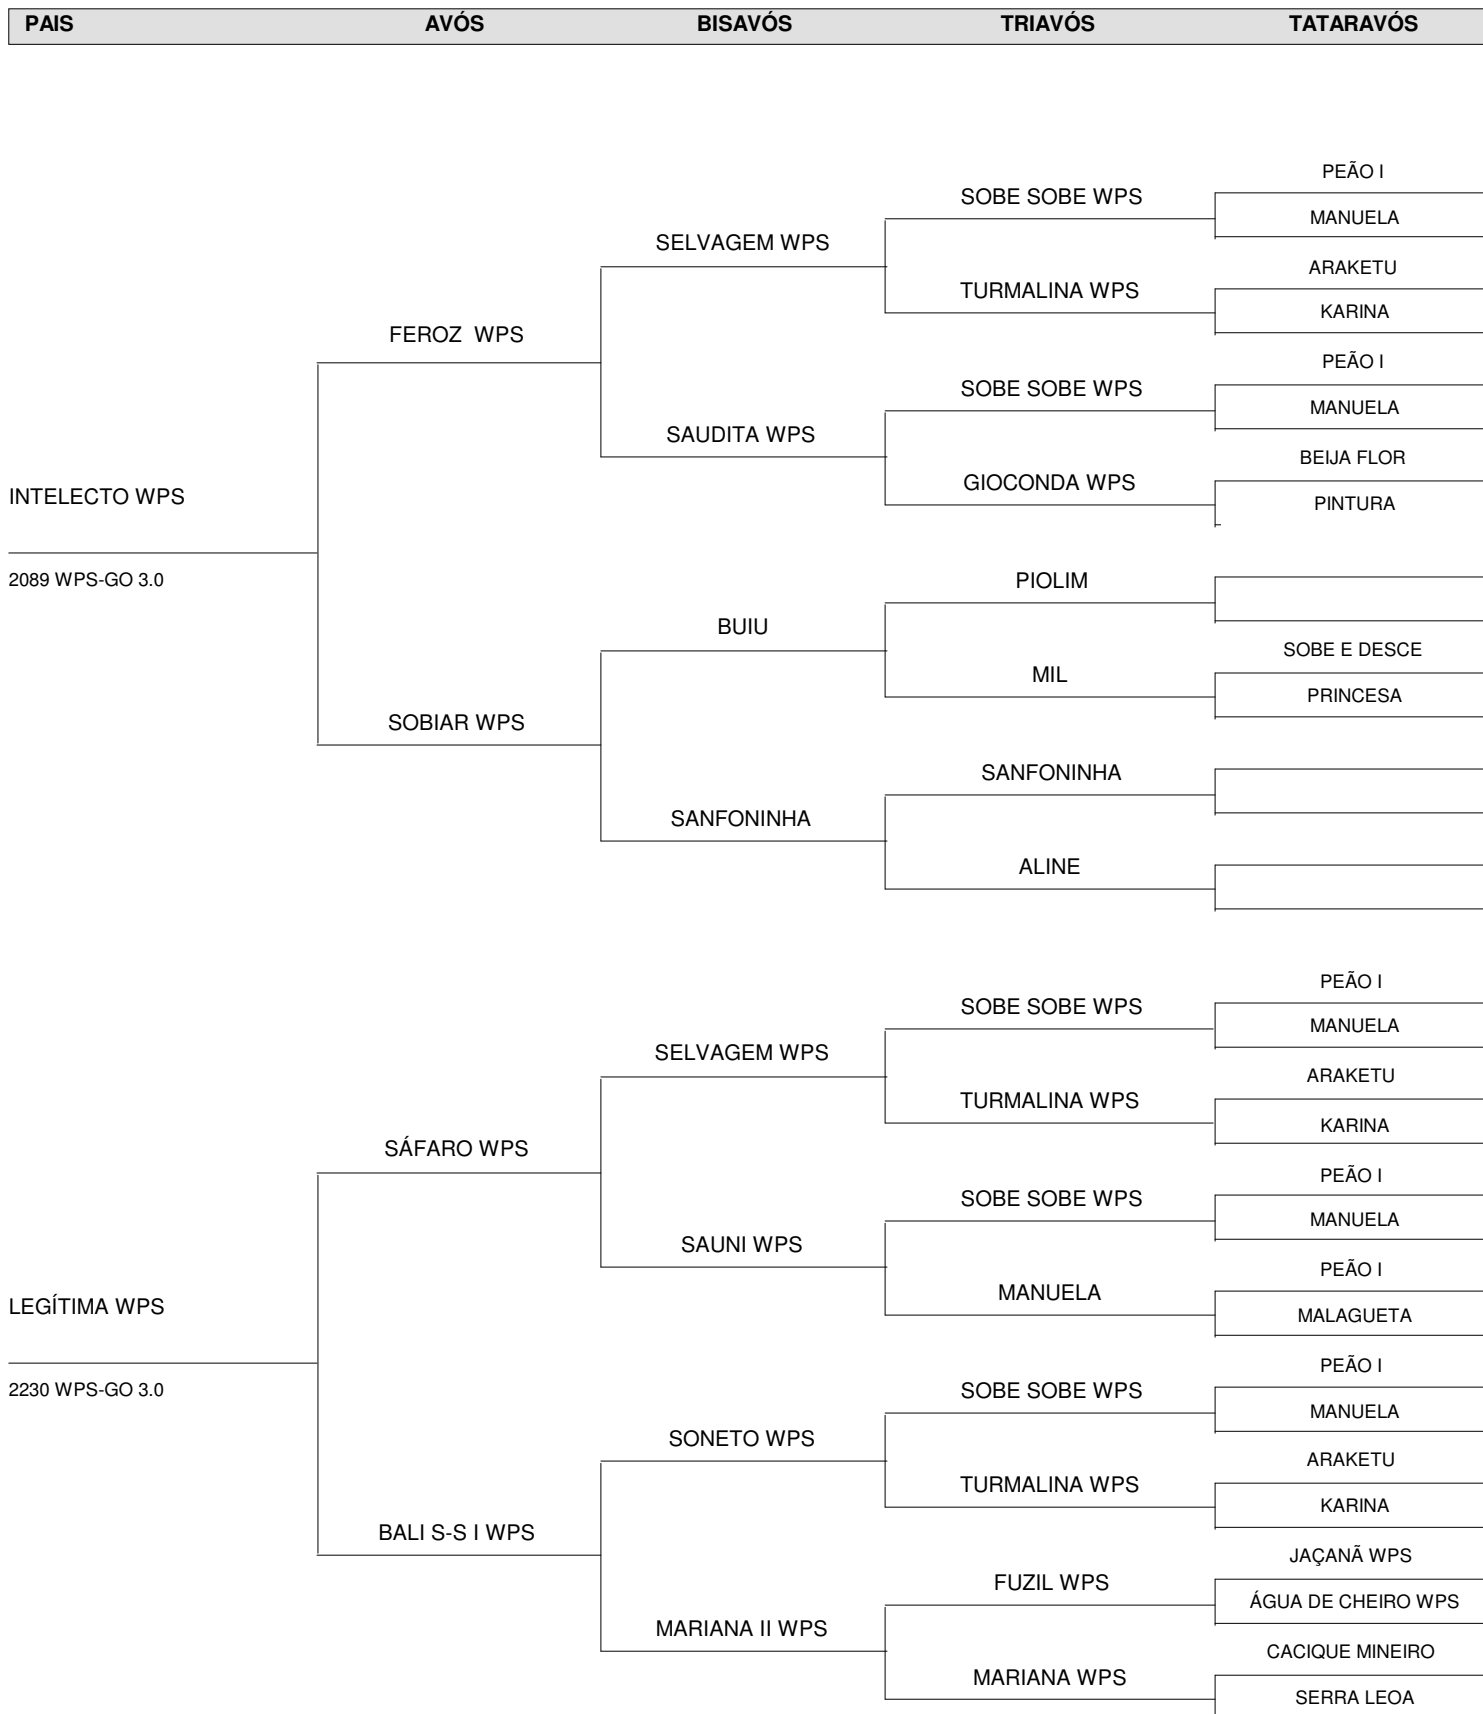 PAIS AVÓS BISAVÓS TRIAVÓS TATARAVÓS
PEÃO I
SOBE SOBE WPS
MANUELA
SELVAGEM WPS
ARAKETU
TURMALINA WPS
KARINA
FEROZ WPS
PEÃO I
SOBE SOBE WPS
MANUELA
SAUDITA WPS
BEIJA FLOR
GIOCONDA WPS
INTELECTO WPS
PINTURA
2089 WPS-GO 3.0
PIOLIM
BUIU
SOBE E DESCE
MIL
PRINCESA
SOBIAR WPS
SANFONINHA
SANFONINHA
ALINE
PEÃO I
SOBE SOBE WPS
MANUELA
SELVAGEM WPS
ARAKETU
TURMALINA WPS
KARINA
SÁFARO WPS
PEÃO I
SOBE SOBE WPS
MANUELA
SAUNI WPS
PEÃO I
MANUELA
LEGÍTIMA WPS
MALAGUETA
PEÃO I
2230 WPS-GO 3.0
SOBE SOBE WPS
MANUELA
SONETO WPS
ARAKETU
TURMALINA WPS
KARINA
BALI S-S I WPS
JAÇANÃ WPS
FUZIL WPS
ÁGUA DE CHEIRO WPS
MARIANA II WPS
CACIQUE MINEIRO
MARIANA WPS
SERRA LEOA